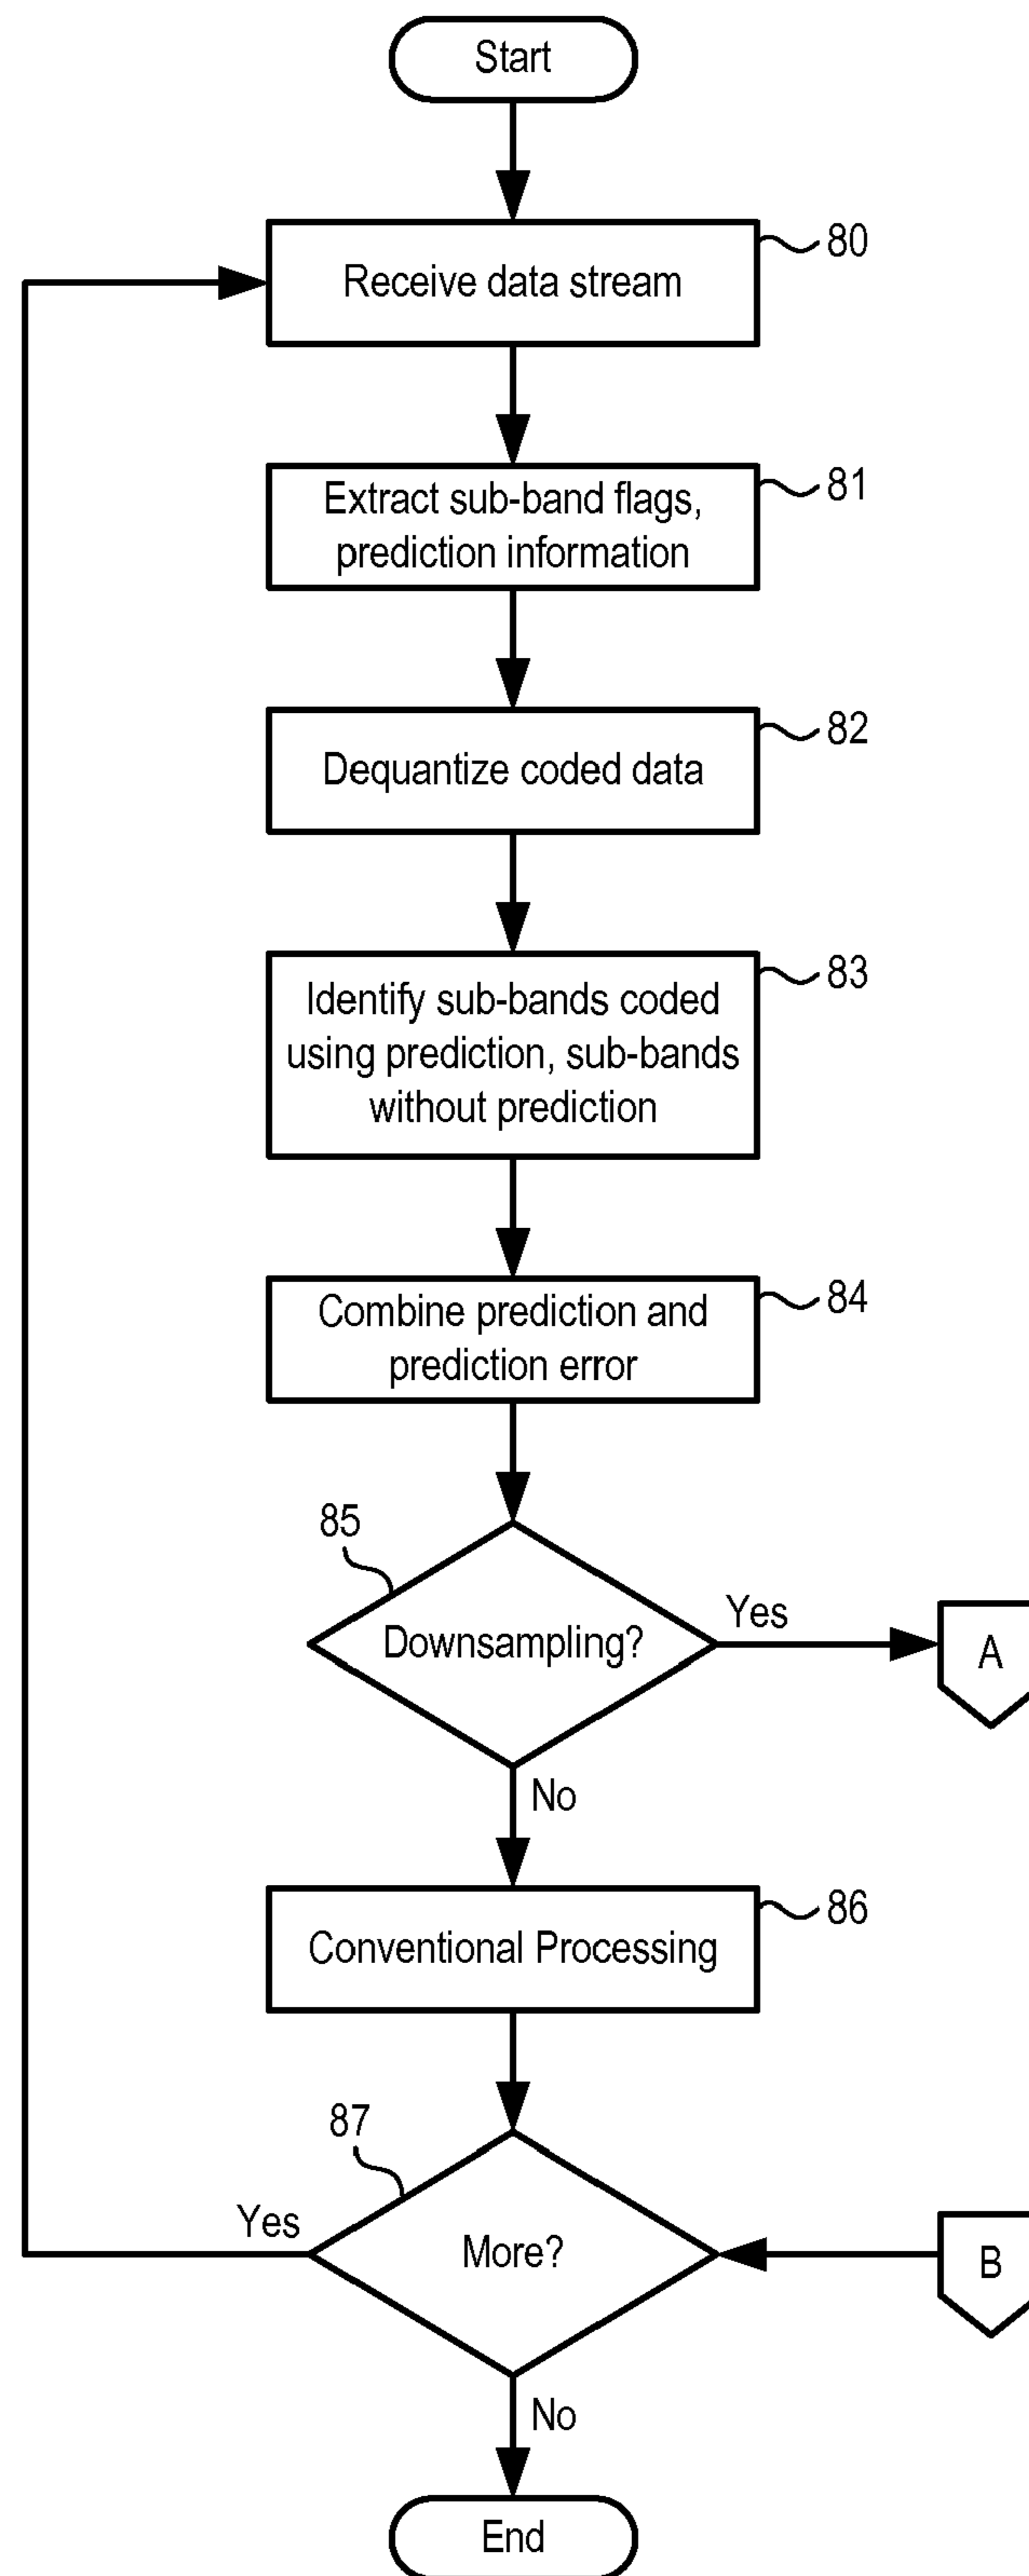 Start
Receive data stream
80
Extract sub-band flags,
prediction information
81
Dequantize coded data
82
Identify sub-bands coded
using prediction, sub-bands
without prediction
83
Combine prediction and
prediction error
84
85
Downsampling?
Yes
A
No
Conventional Processing
86
87
Yes
More?
B
No
End